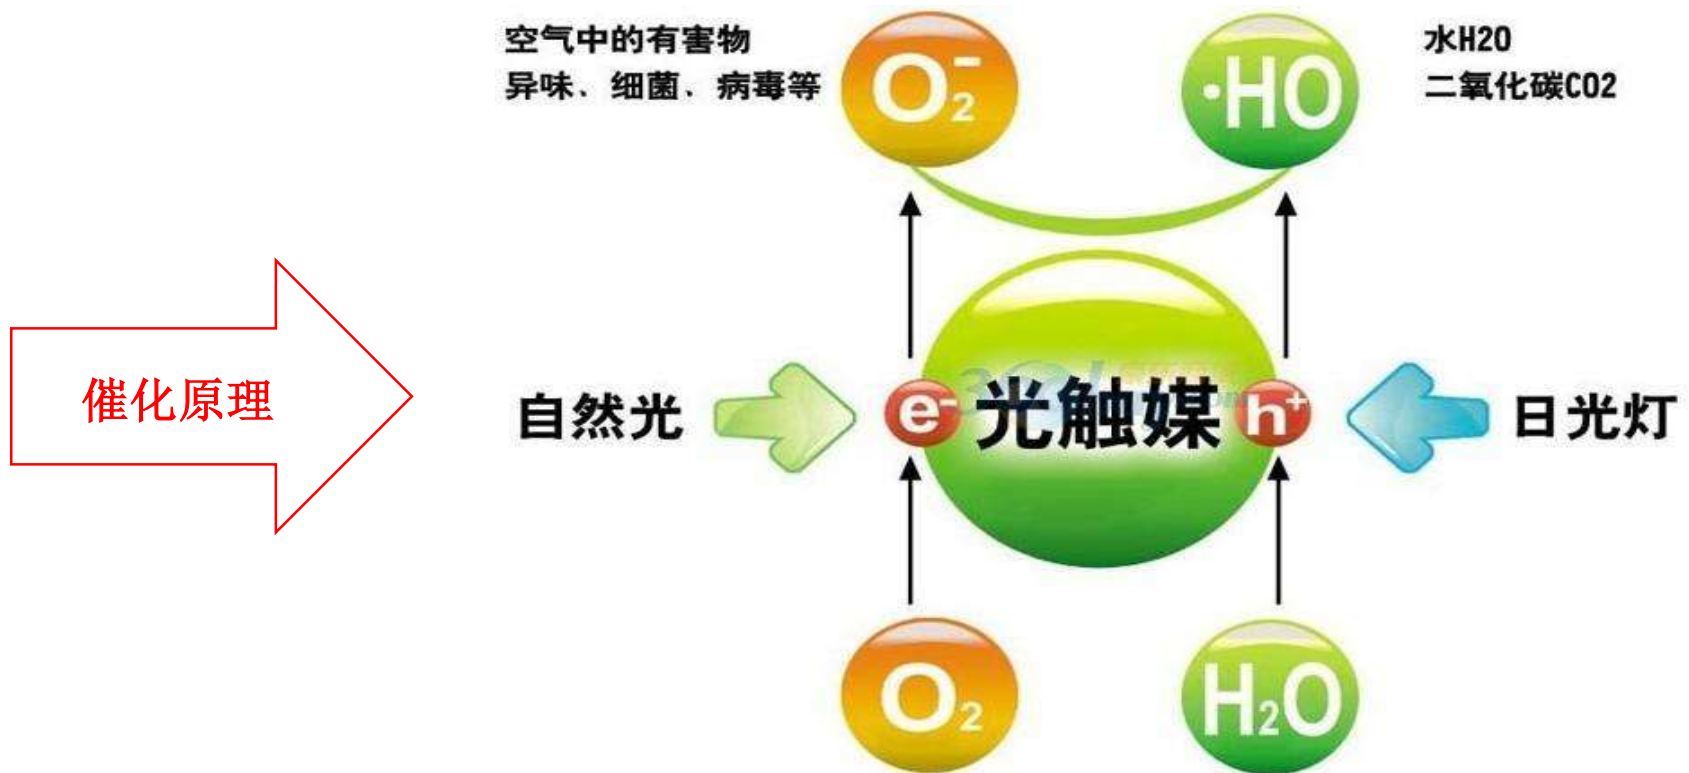 空气中的有害物
异味、细菌、病毒等
O₂⁻
·HO
水H2O
二氧化碳CO2
催化原理
自然光
e⁻
光触媒
h⁺
日光灯
O₂
H₂O